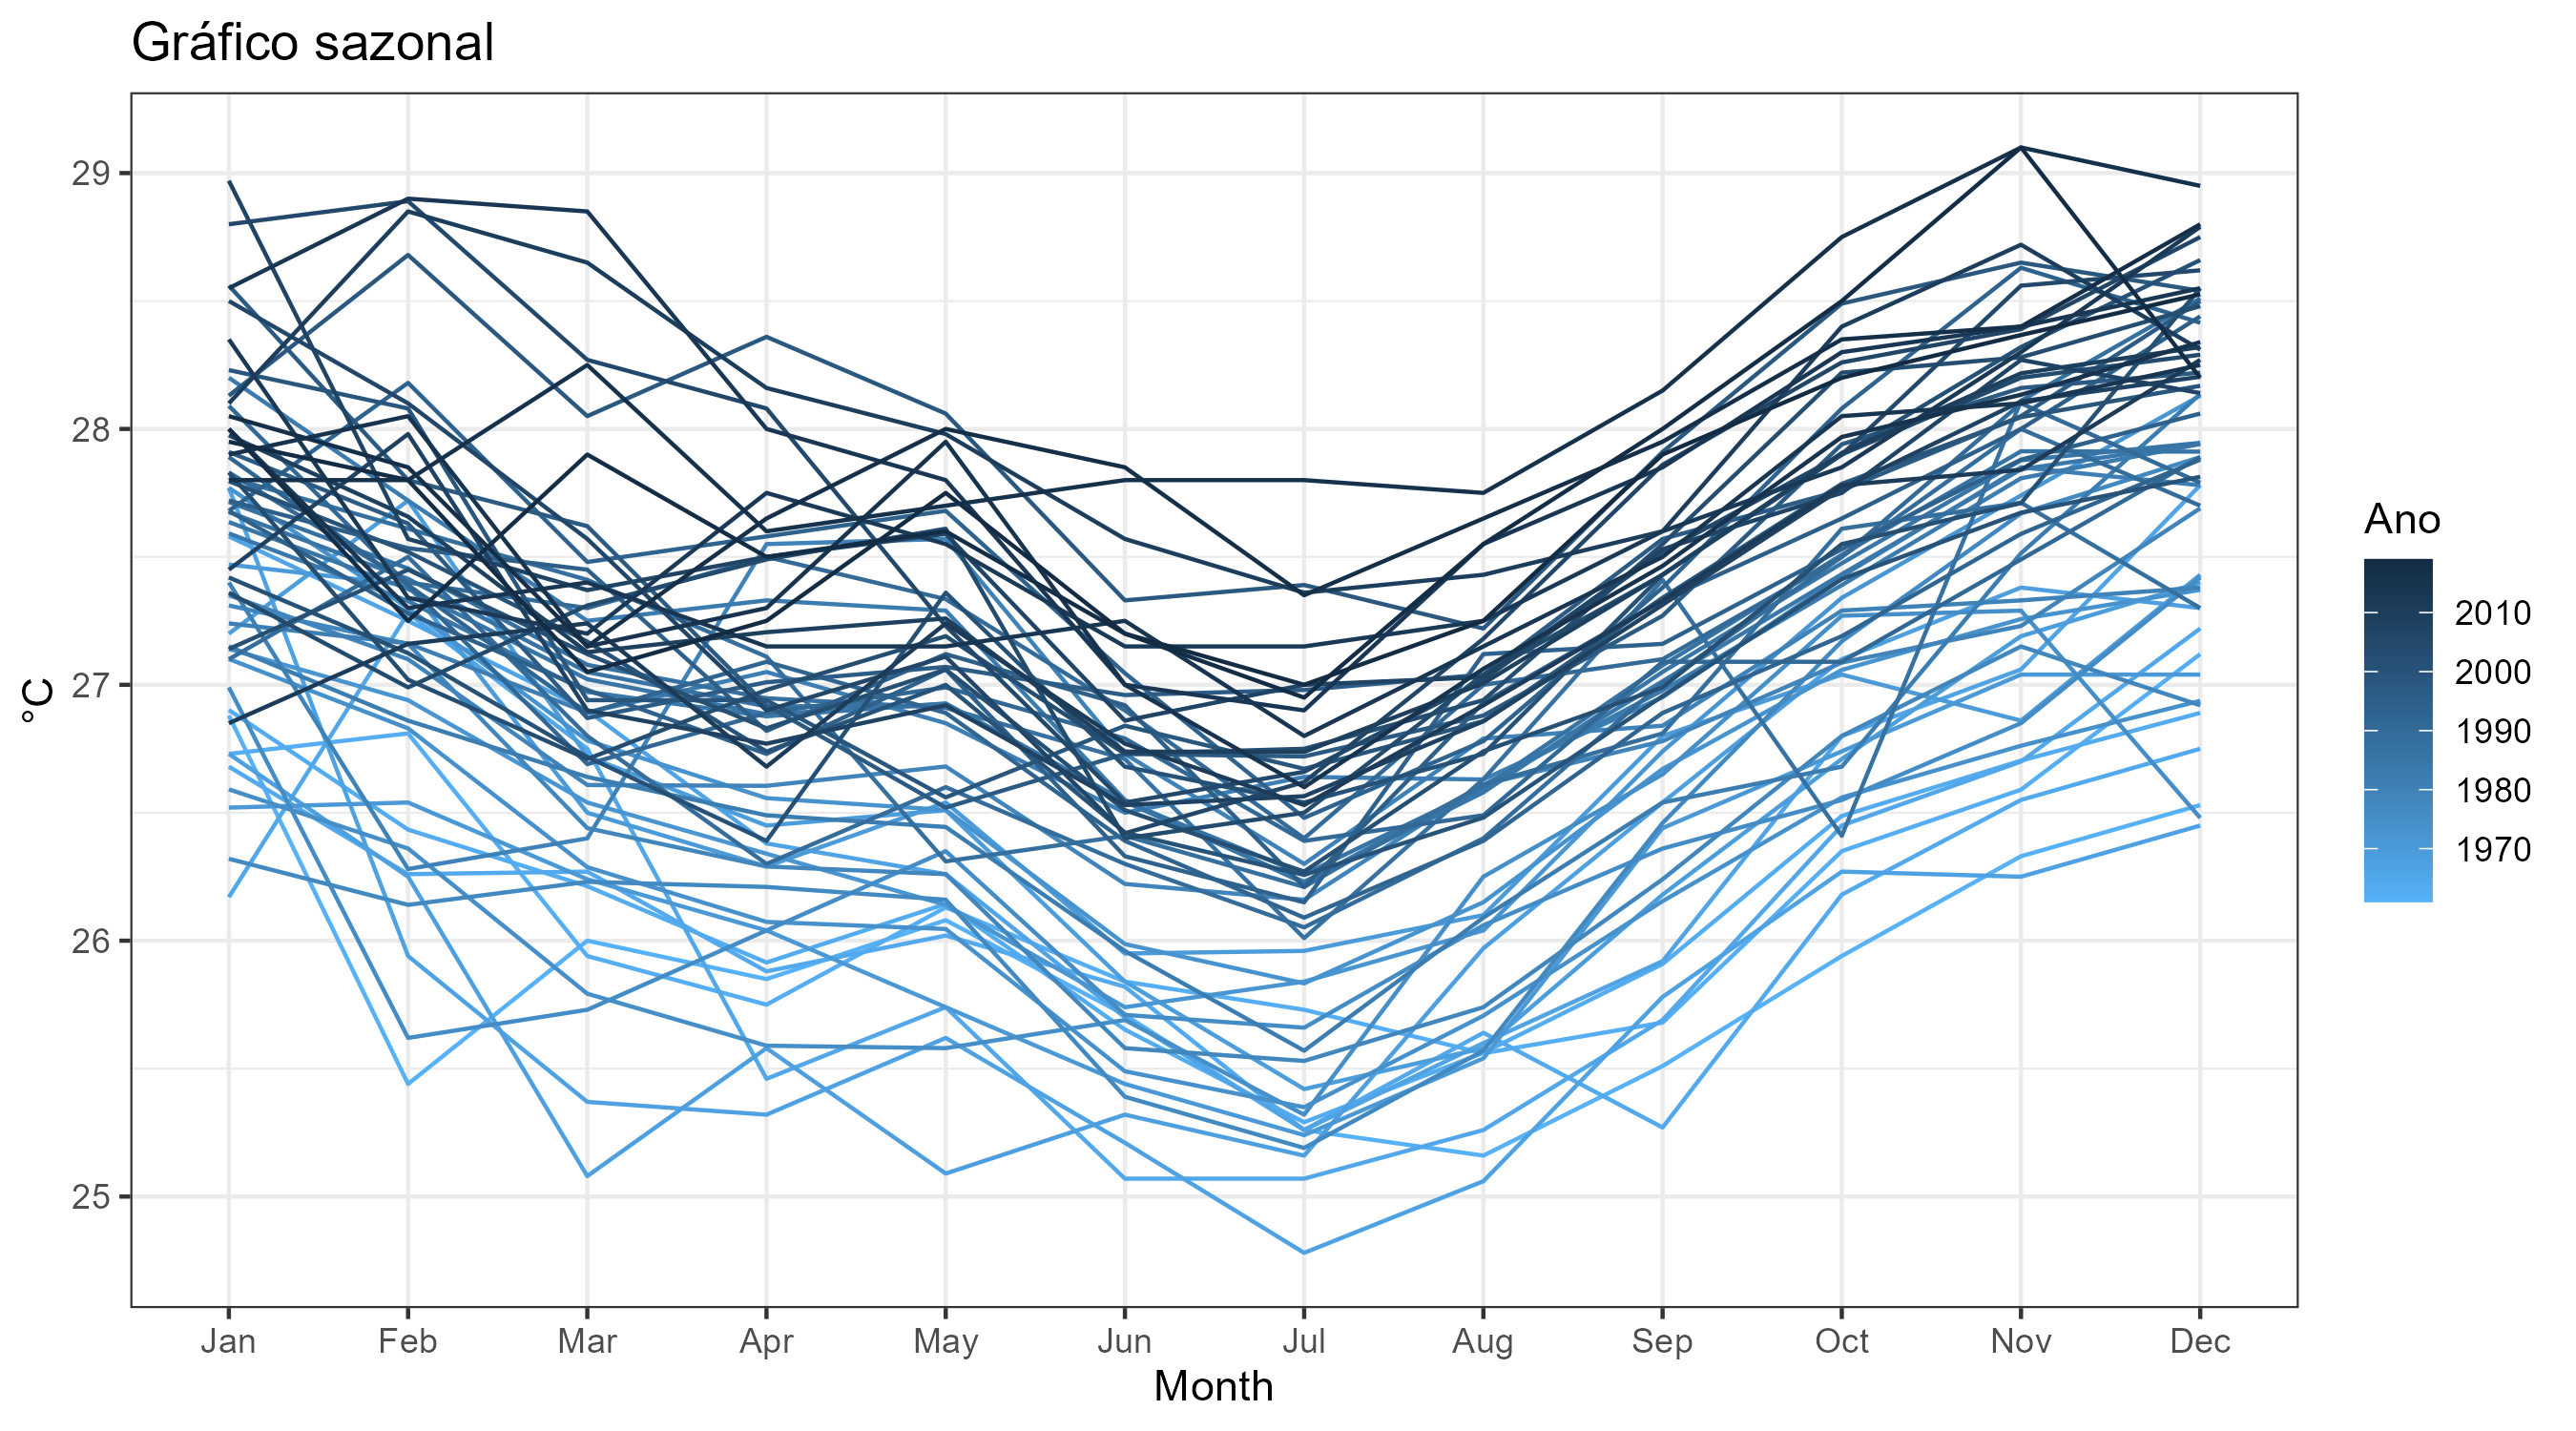 Gráfico sazonal
29
28
27
26
25
°C
Jan Feb Mar Apr May Jun Jul Aug Sep Oct Nov Dec
Month
Ano
2010
2000
1990
1980
1970